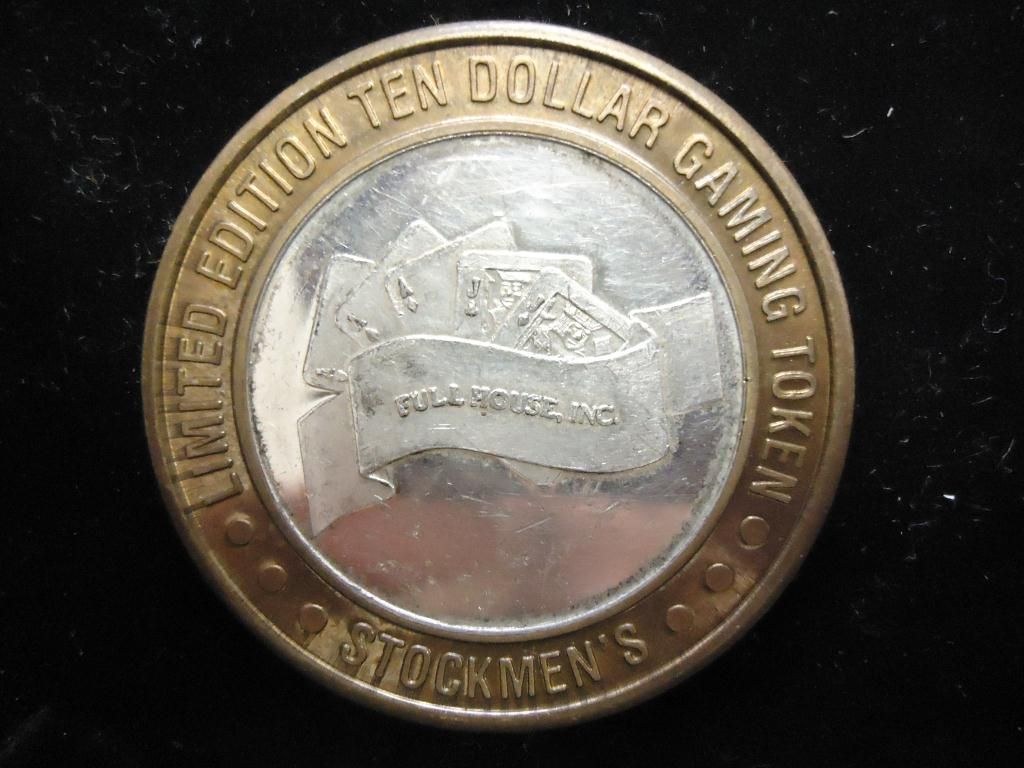 LIMITED EDITION TEN DOLLAR GAMING TOKEN
A
A
A
J
FULL HOUSE, INC.
STOCKMEN'S